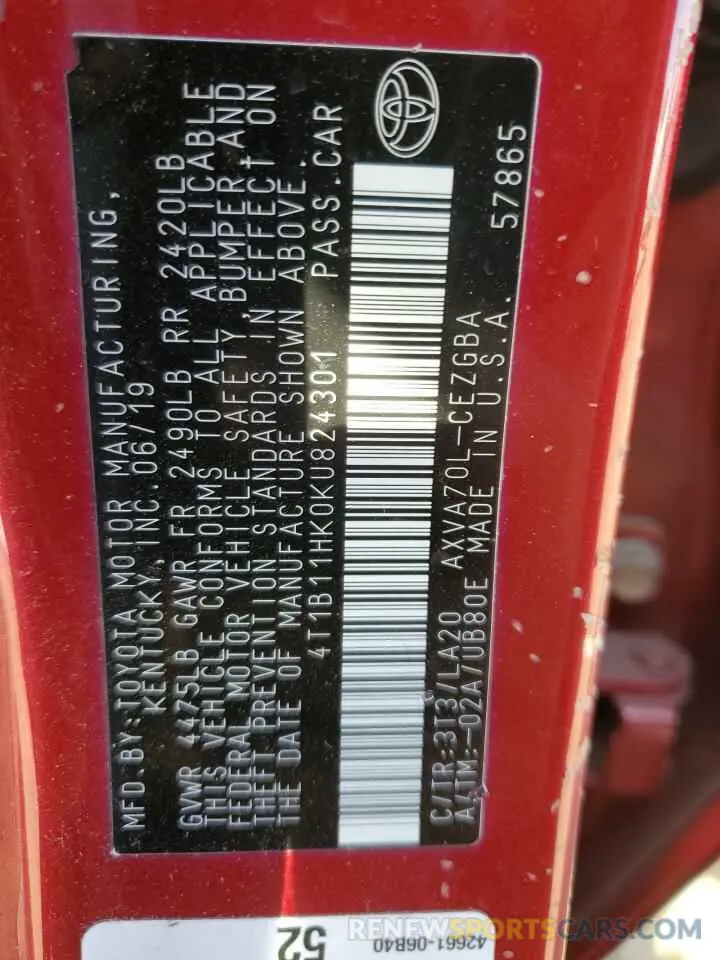 MFD.BY:TOYOTA MOTOR MANUFACTURING,
KENTUCKY, INC.06/19
GVWR 4475LB GAWR FR 2490LB RR 2420LB
THIS VEHICLE CONFORMS TO ALL APPLICABLE
FEDERAL MOTOR VEHICLE SAFETY, BUMPER, AND
THEFT PREVENTION STANDARDS IN EFFECT ON
THE DATE OF MANUFACTURE SHOWN ABOVE.
4T1B11HK0KU824301 PASS.CAR
C/TR:3T3/LA20 AXVA70L-CEZGBA
A/TM:-02A/UB80E MADE IN U.S.A. 57865
42661-06B40
52
RENEWSPORTSCARS.COM